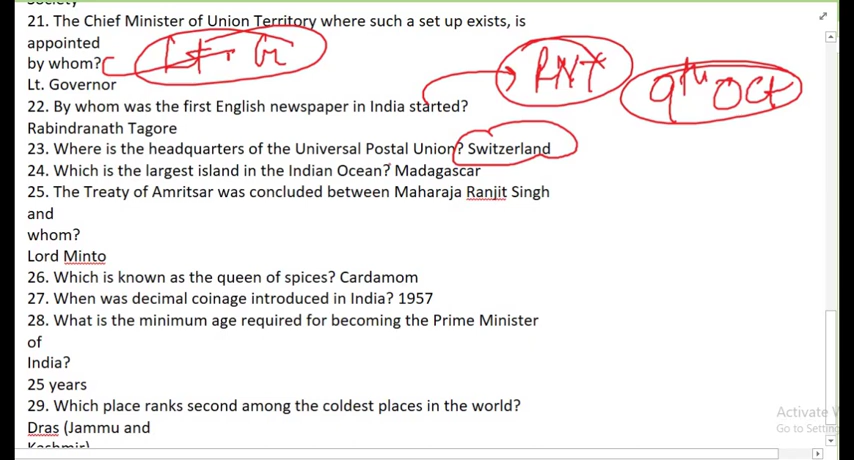 Society
21. The Chief Minister of Union Territory where such a set up exists, is
appointed
by whom?
Lt. Governor
22. By whom was the first English newspaper in India started?
Rabindranath Tagore
23. Where is the headquarters of the Universal Postal Union? Switzerland
24. Which is the largest island in the Indian Ocean? Madagascar
25. The Treaty of Amritsar was concluded between Maharaja Ranjit Singh
and
whom?
Lord Minto
26. Which is known as the queen of spices? Cardamom
27. When was decimal coinage introduced in India? 1957
28. What is the minimum age required for becoming the Prime Minister
of
India?
25 years
29. Which place ranks second among the coldest places in the world?
Dras (Jammu and
Kashmir)
RNT
9th Oct
Activate
Go to Settin